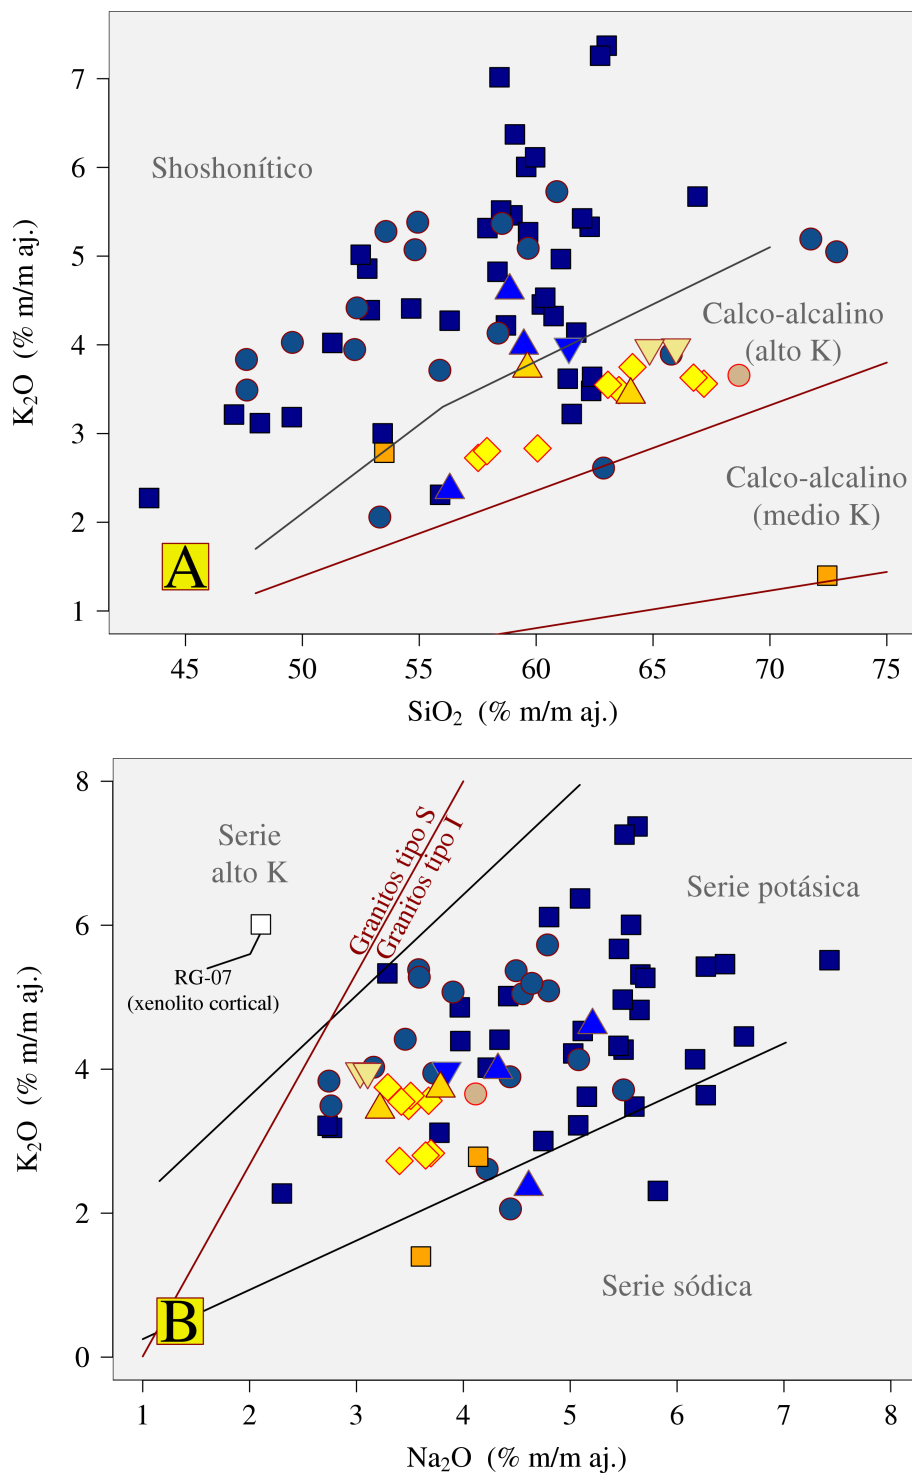 7
6
5
4
3
2
1
K₂O (% m/m aj.)
Shoshonítico
Calco-alcalino
(alto K)
Calco-alcalino
(medio K)
A
45
50
55
60
65
70
75
SiO₂ (% m/m aj.)
8
6
4
2
0
K₂O (% m/m aj.)
Serie
alto K
Granitos tipo S
Granitos tipo I
Serie potásica
RG-07
(xenolito cortical)
Serie sódica
B
1
2
3
4
5
6
7
8
Na₂O (% m/m aj.)